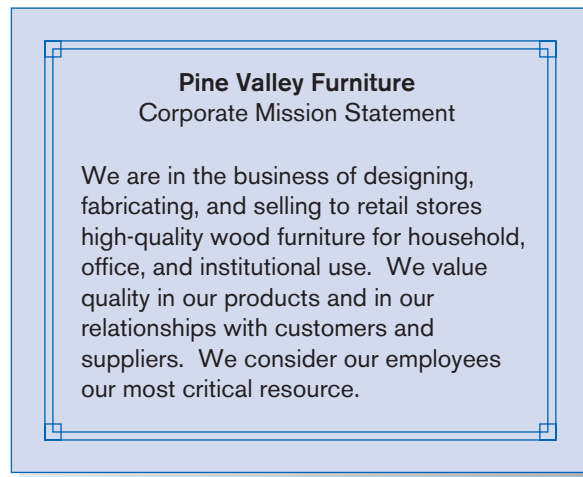 Pine Valley Furniture
Corporate Mission Statement
We are in the business of designing,
fabricating, and selling to retail stores
high-quality wood furniture for household,
office, and institutional use.  We value
quality in our products and in our
relationships with customers and
suppliers.  We consider our employees
our most critical resource.